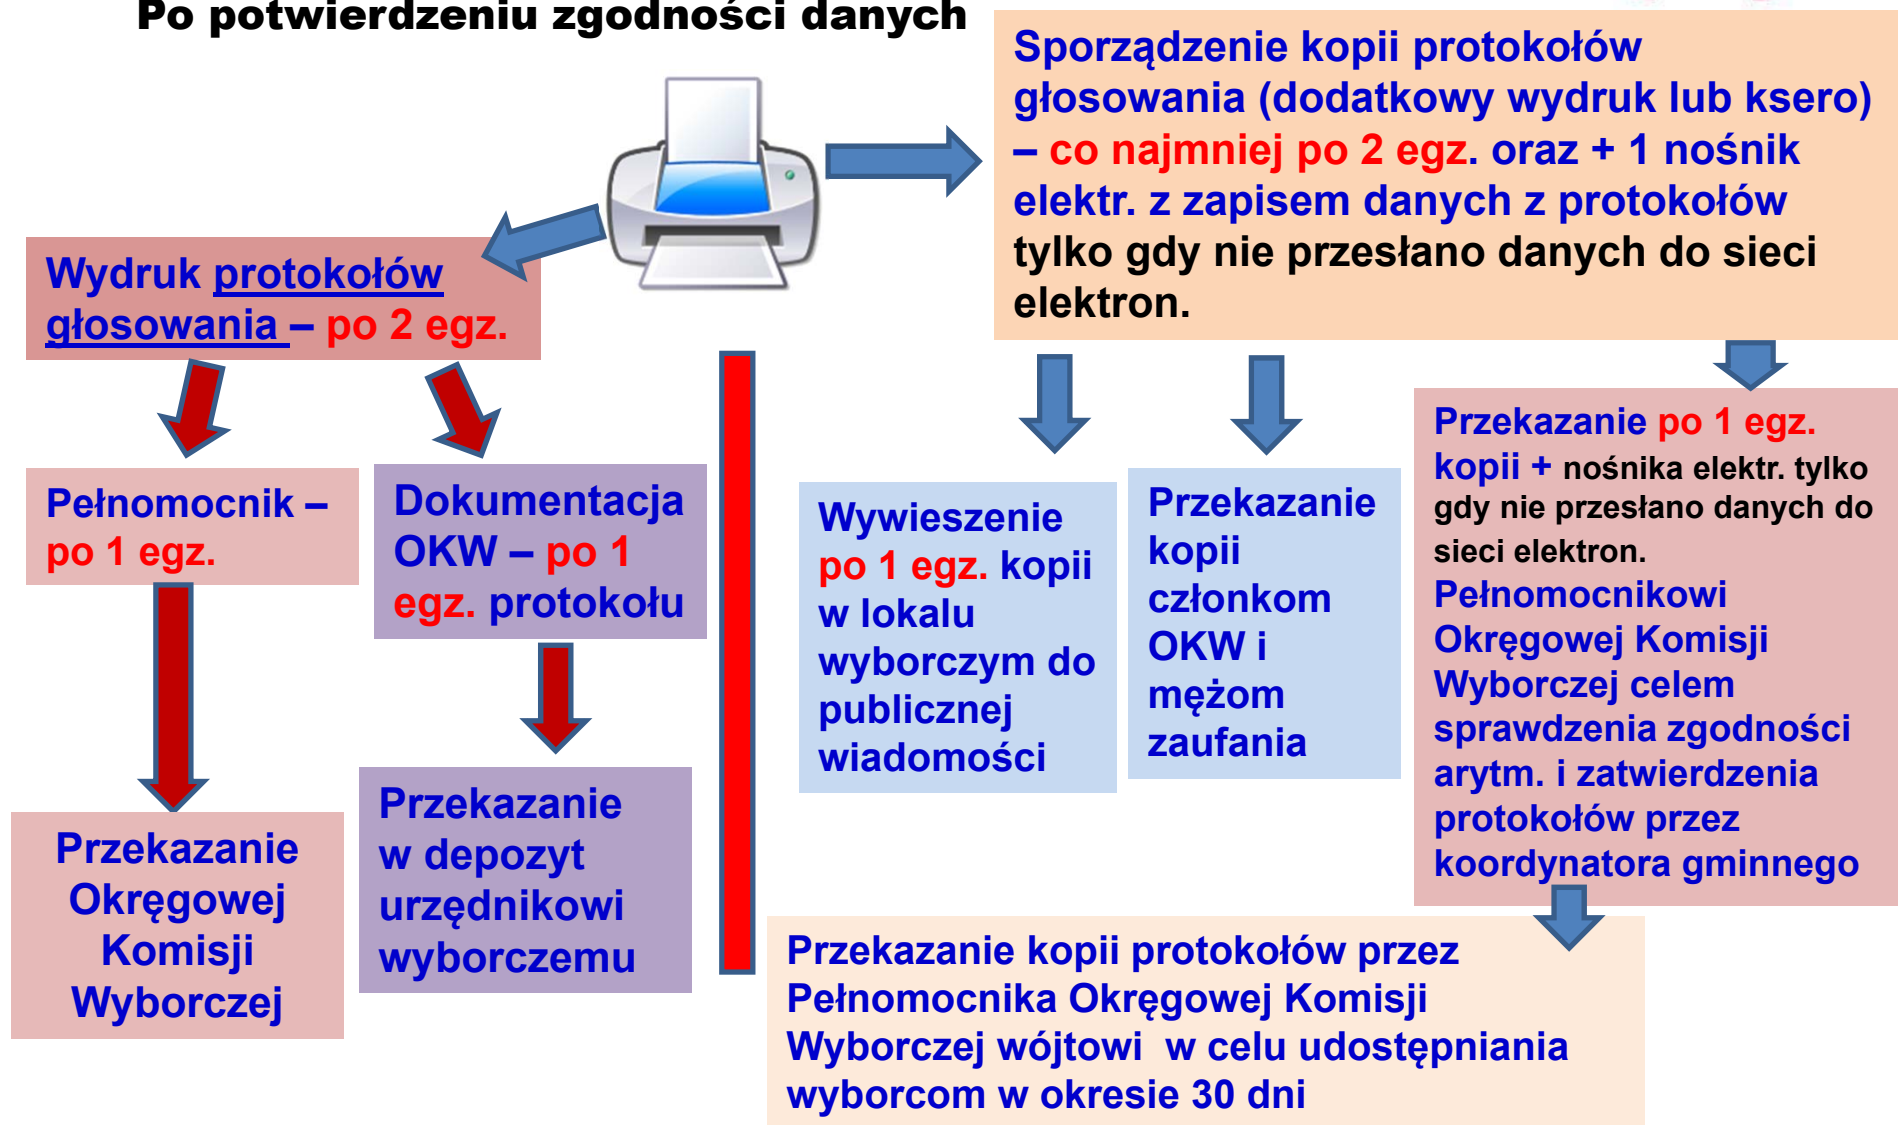 Po potwierdzeniu zgodności danych
Sporządzenie kopii protokołów
głosowania (dodatkowy wydruk lub ksero)
– co najmniej po 2 egz. oraz + 1 nośnik
elektr. z zapisem danych z protokołów
tylko gdy nie przesłano danych do sieci
elektron.
Wydruk protokołów
głosowania – po 2 egz.
Pełnomocnik –
po 1 egz.
Dokumentacja
OKW – po 1
egz. protokołu
Przekazanie
Okręgowej
Komisji
Wyborczej
Przekazanie
w depozyt
urzędnikowi
wyborczemu
Wywieszenie
po 1 egz. kopii
w lokalu
wyborczym do
publicznej
wiadomości
Przekazanie
kopii
członkom
OKW i
mężom
zaufania
Przekazanie po 1 egz.
kopii + nośnika elektr. tylko
gdy nie przesłano danych do
sieci elektron.
Pełnomocnikowi
Okręgowej Komisji
Wyborczej celem
sprawdzenia zgodności
arytm. i zatwierdzenia
protokołów przez
koordynatora gminnego
Przekazanie kopii protokołów przez
Pełnomocnika Okręgowej Komisji
Wyborczej wójtowi  w celu udostępniania
wyborcom w okresie 30 dni